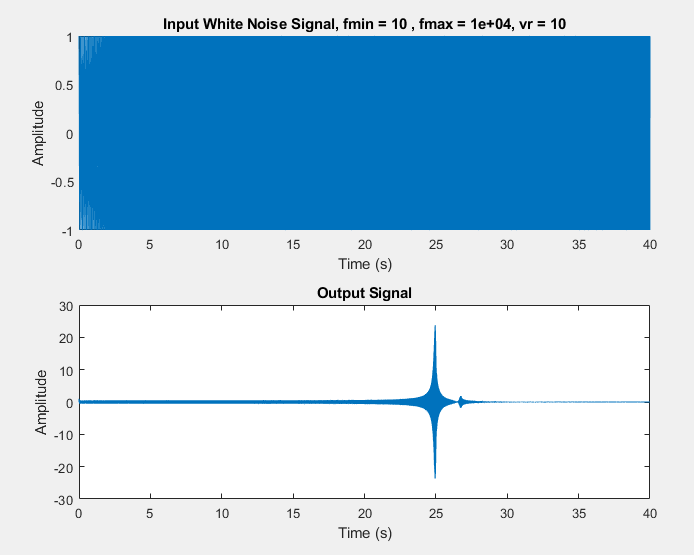 Input White Noise Signal, fmin = 10 , fmax = 1e+04, vr = 10
1
0.5
0
-0.5
-1
Amplitude
0 5 10 15 20 25 30 35 40
Time (s)
Output Signal
30
20
10
0
-10
-20
-30
Amplitude
0 5 10 15 20 25 30 35 40
Time (s)